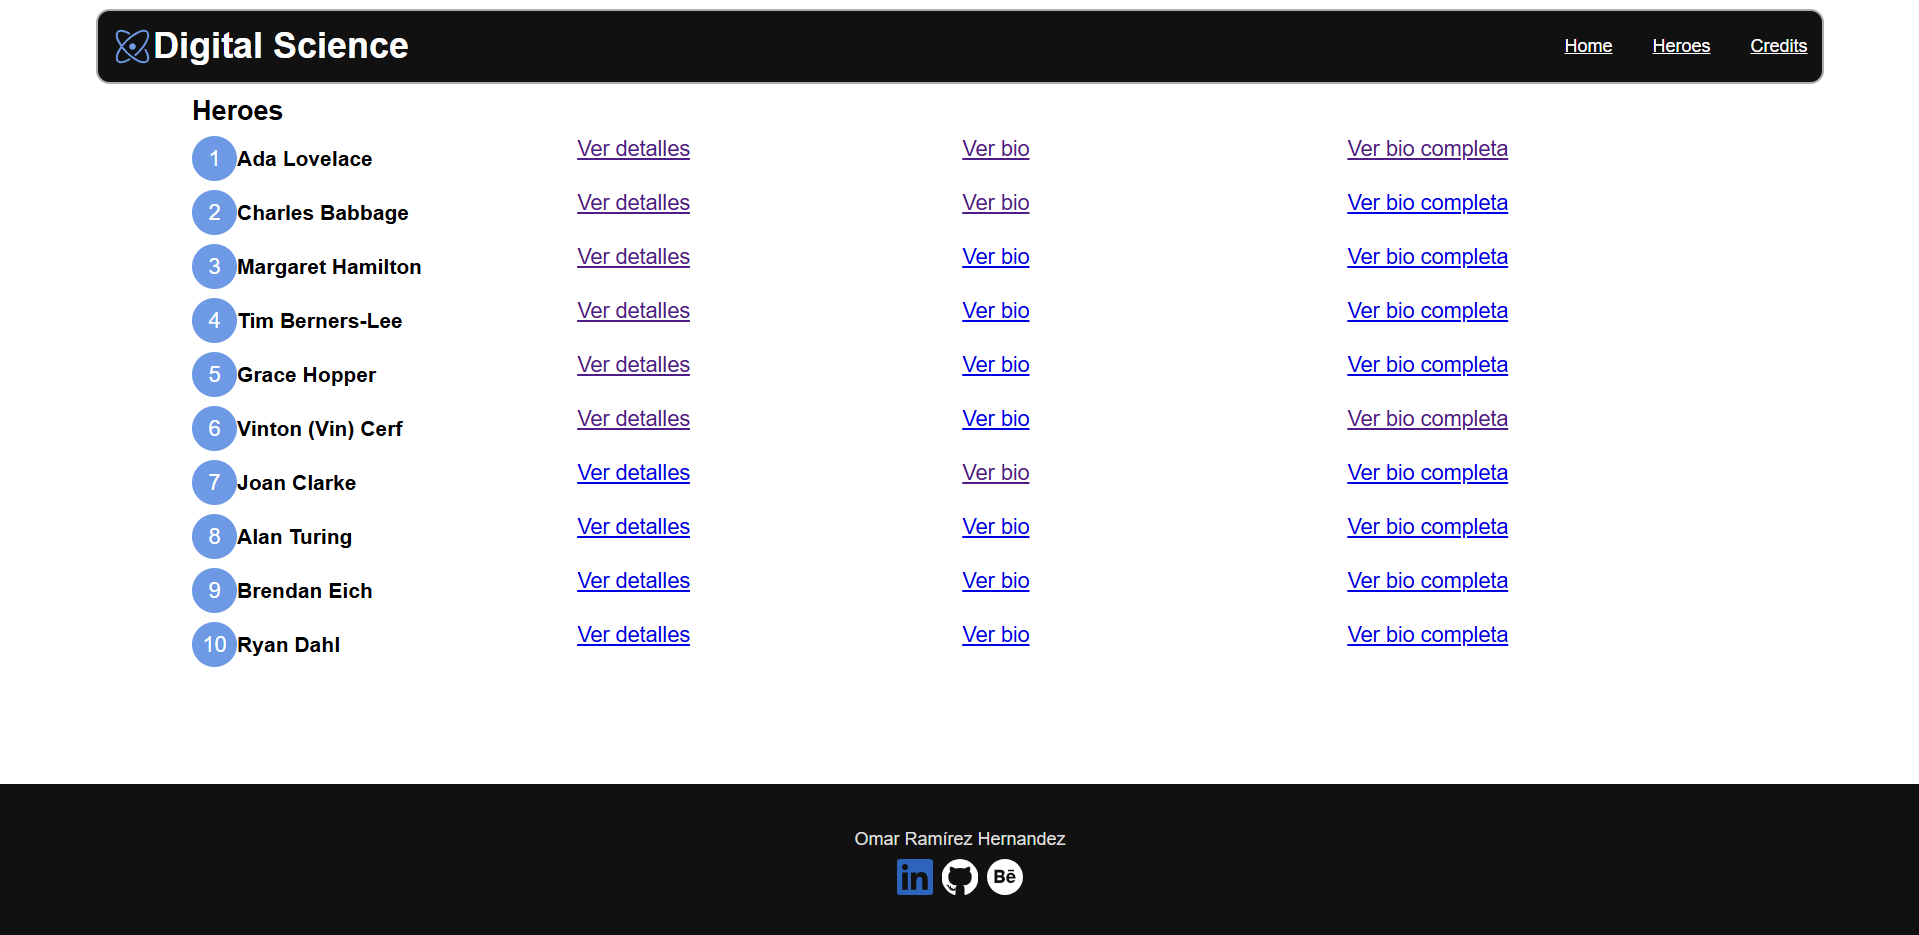 Digital Science Home Heroes Credits
Heroes
1 Ada Lovelace Ver detalles Ver bio Ver bio completa
2 Charles Babbage Ver detalles Ver bio Ver bio completa
3 Margaret Hamilton Ver detalles Ver bio Ver bio completa
4 Tim Berners-Lee Ver detalles Ver bio Ver bio completa
5 Grace Hopper Ver detalles Ver bio Ver bio completa
6 Vinton (Vin) Cerf Ver detalles Ver bio Ver bio completa
7 Joan Clarke Ver detalles Ver bio Ver bio completa
8 Alan Turing Ver detalles Ver bio Ver bio completa
9 Brendan Eich Ver detalles Ver bio Ver bio completa
10 Ryan Dahl Ver detalles Ver bio Ver bio completa
Omar Ramírez Hernandez
in Bē